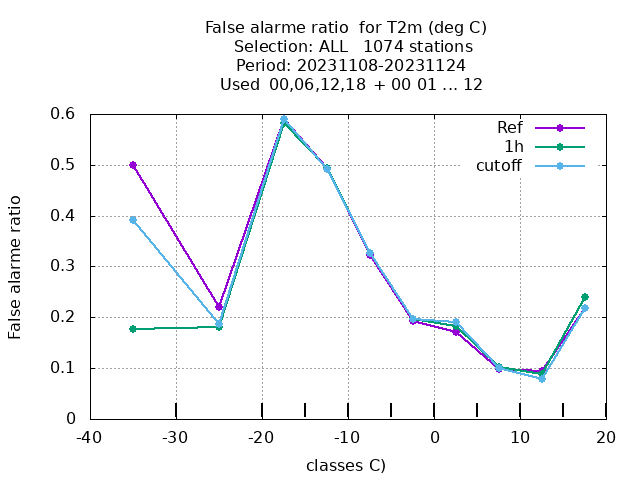 False alarme ratio  for T2m (deg C)
Selection: ALL   1074 stations
Period: 20231108-20231124
Used  00,06,12,18  + 00 01 ... 12
Ref
1h
cutoff
False alarme ratio
0.6
0.5
0.4
0.3
0.2
0.1
0
-40 -30 -20 -10 0 10 20
classes C)